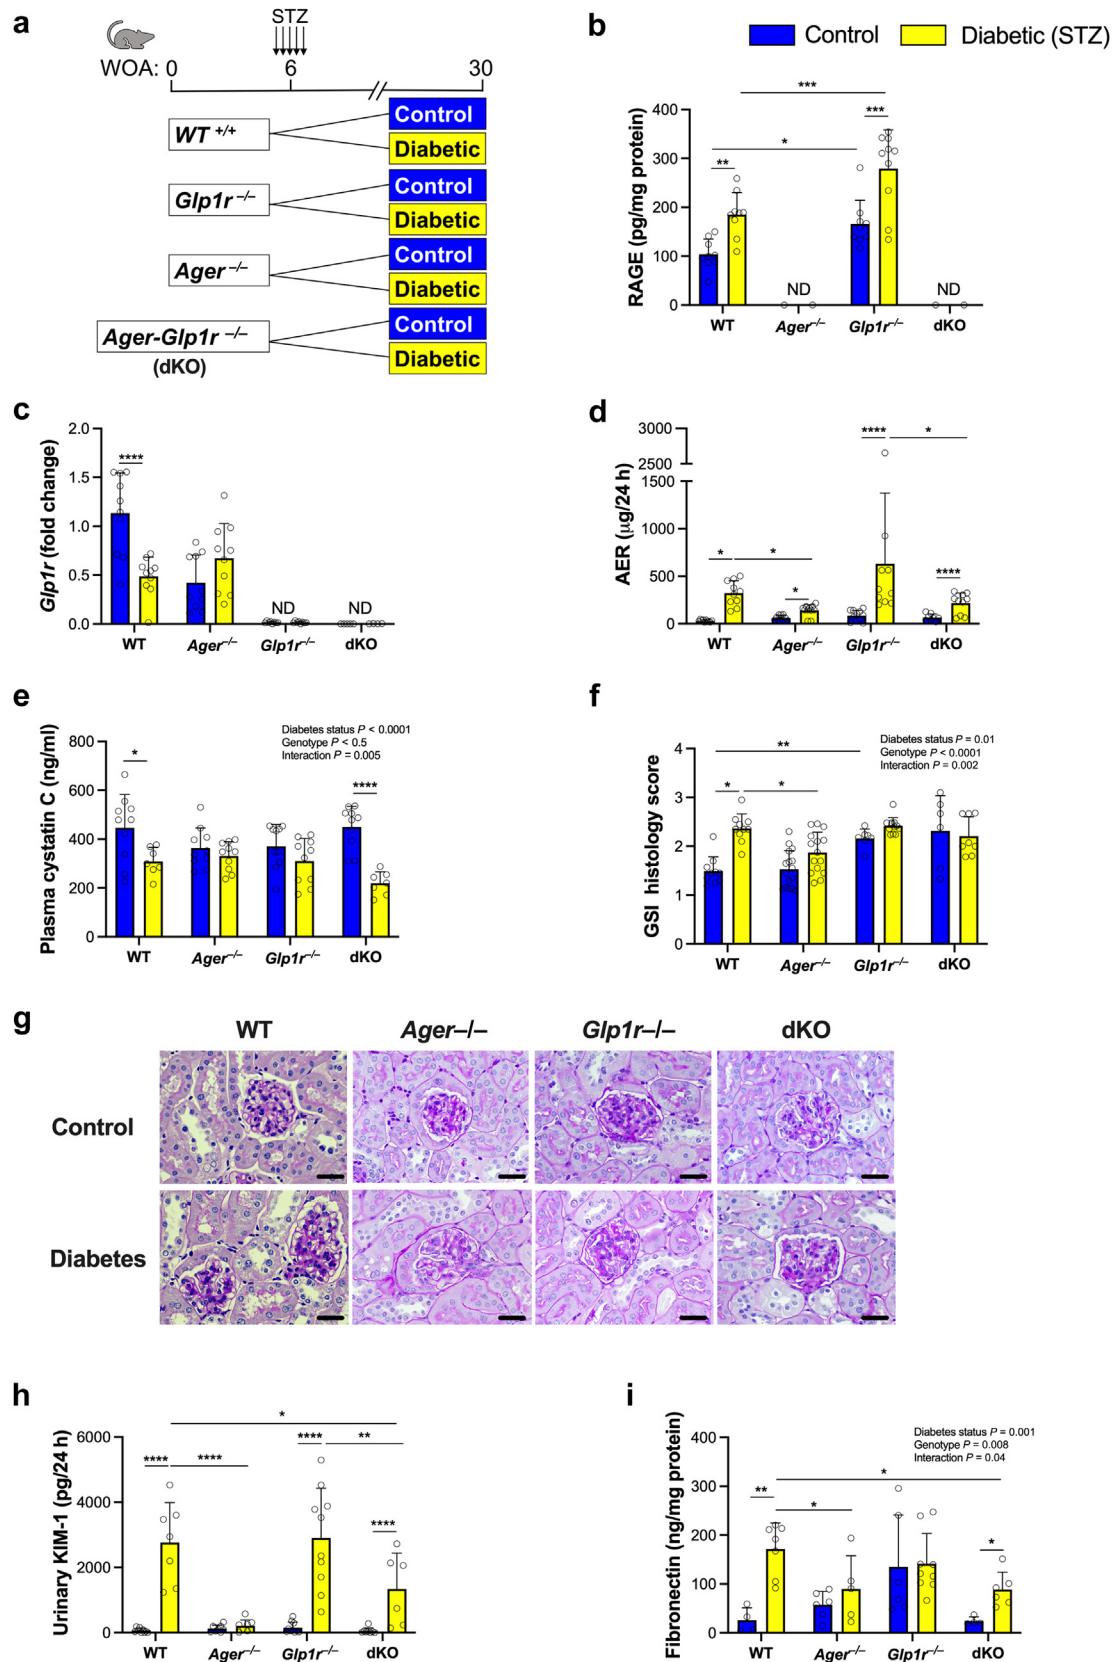 a
STZ
WOA: 0 6 30
WT +/+
Control
Diabetic
Glp1r –/–
Control
Diabetic
Ager –/–
Control
Diabetic
Ager-Glp1r –/–
(dKO)
Control
Diabetic
b
Control
Diabetic (STZ)
RAGE (pg/mg protein)
400
300
200
100
0
***
***
*
**
ND
ND
WT Ager–/– Glp1r–/– dKO
c
Glp1r (fold change)
2.0
1.5
1.0
0.5
0.0
****
ND
ND
WT Ager–/– Glp1r–/– dKO
d
AER (µg/24 h)
3000
2500
1500
1000
500
0
****
*
*
*
*
****
WT Ager–/– Glp1r–/– dKO
e
Plasma cystatin C (ng/ml)
Diabetes status P < 0.0001
Genotype P < 0.5
Interaction P = 0.005
800
600
400
200
0
*
****
WT Ager–/– Glp1r–/– dKO
f
GSI histology score
Diabetes status P = 0.01
Genotype P < 0.0001
Interaction P = 0.002
4
3
2
1
0
**
*
*
WT Ager–/– Glp1r–/– dKO
g
WT Ager–/– Glp1r–/– dKO
Control
Diabetes
h
Urinary KIM-1 (pg/24 h)
6000
4000
2000
0
*
****
****
****
**
****
WT Ager–/– Glp1r–/– dKO
i
Fibronectin (ng/mg protein)
Diabetes status P = 0.001
Genotype P = 0.008
Interaction P = 0.04
400
300
200
100
0
*
**
*
*
WT Ager–/– Glp1r–/– dKO